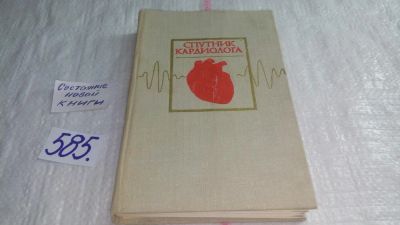 СПУТНИК
КАРДИОЛОГА
Состояние
новой
книги
585.